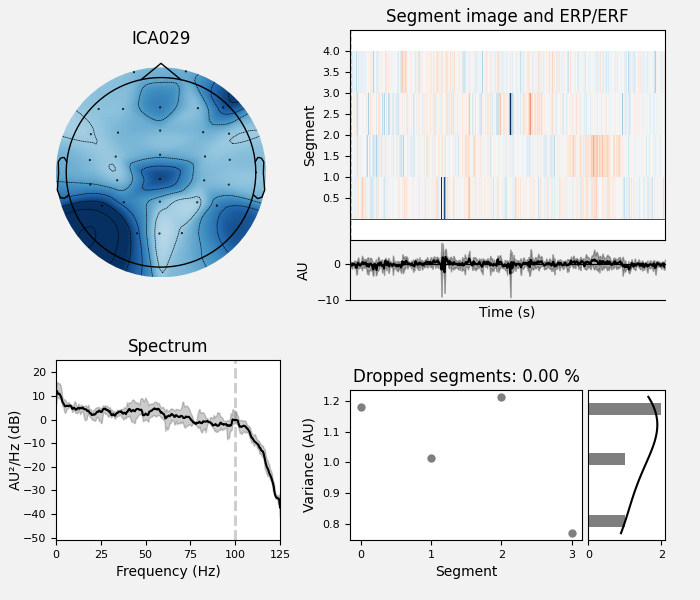 ICA029
Segment image and ERP/ERF
Segment
4.0
3.5
3.0
2.5
2.0
1.5
1.0
0.5
AU
0
−10
Time (s)
Spectrum
AU²/Hz (dB)
20
10
0
−10
−20
−30
−40
−50
0 25 50 75 100 125
Frequency (Hz)
Dropped segments: 0.00 %
Variance (AU)
1.2
1.1
1.0
0.9
0.8
0 1 2 3
Segment
0 2